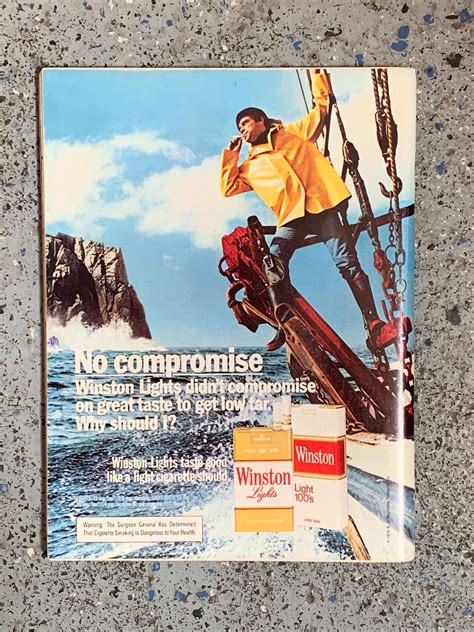 No compromise
Winston Lights didn't compromise
on great taste to get low tar.
Why should I?
Winston Lights taste good
like a light cigarette should.
Winston
Lights
Winston
Light
100's
Warning: The Surgeon General Has Determined
That Cigarette Smoking Is Dangerous to Your Health.